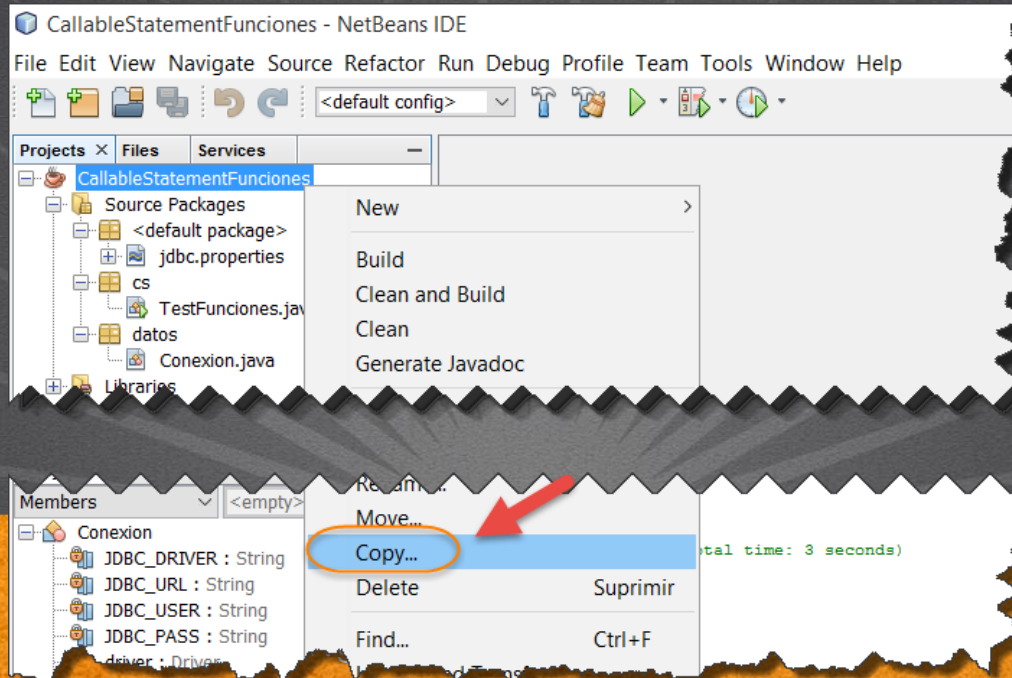 CallableStatementFunciones - NetBeans IDE
File Edit View Navigate Source Refactor Run Debug Profile Team Tools Window Help
<default config>
Projects Files Services
CallableStatementFunciones
Source Packages
<default package>
jdbc.properties
cs
TestFunciones.jav
datos
Conexion.java
Libraries
New
Build
Clean and Build
Clean
Generate Javadoc
Members <empty>
Conexion
JDBC_DRIVER : String
JDBC_URL : String
JDBC_USER : String
JDBC_PASS : String
driver : Driver
Move...
Copy...
Delete Suprimir
Find... Ctrl+F
otal time: 3 seconds)